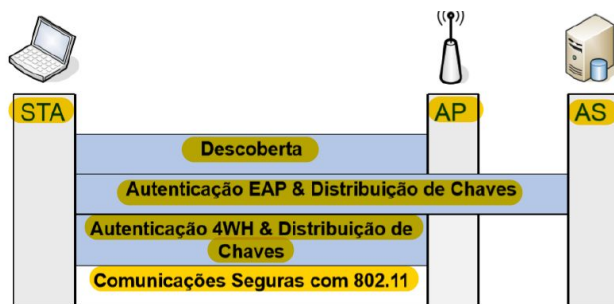 STA
AP
AS
Descoberta
Autenticação EAP & Distribuição de Chaves
Autenticação 4WH & Distribuição de
Chaves
Comunicações Seguras com 802.11